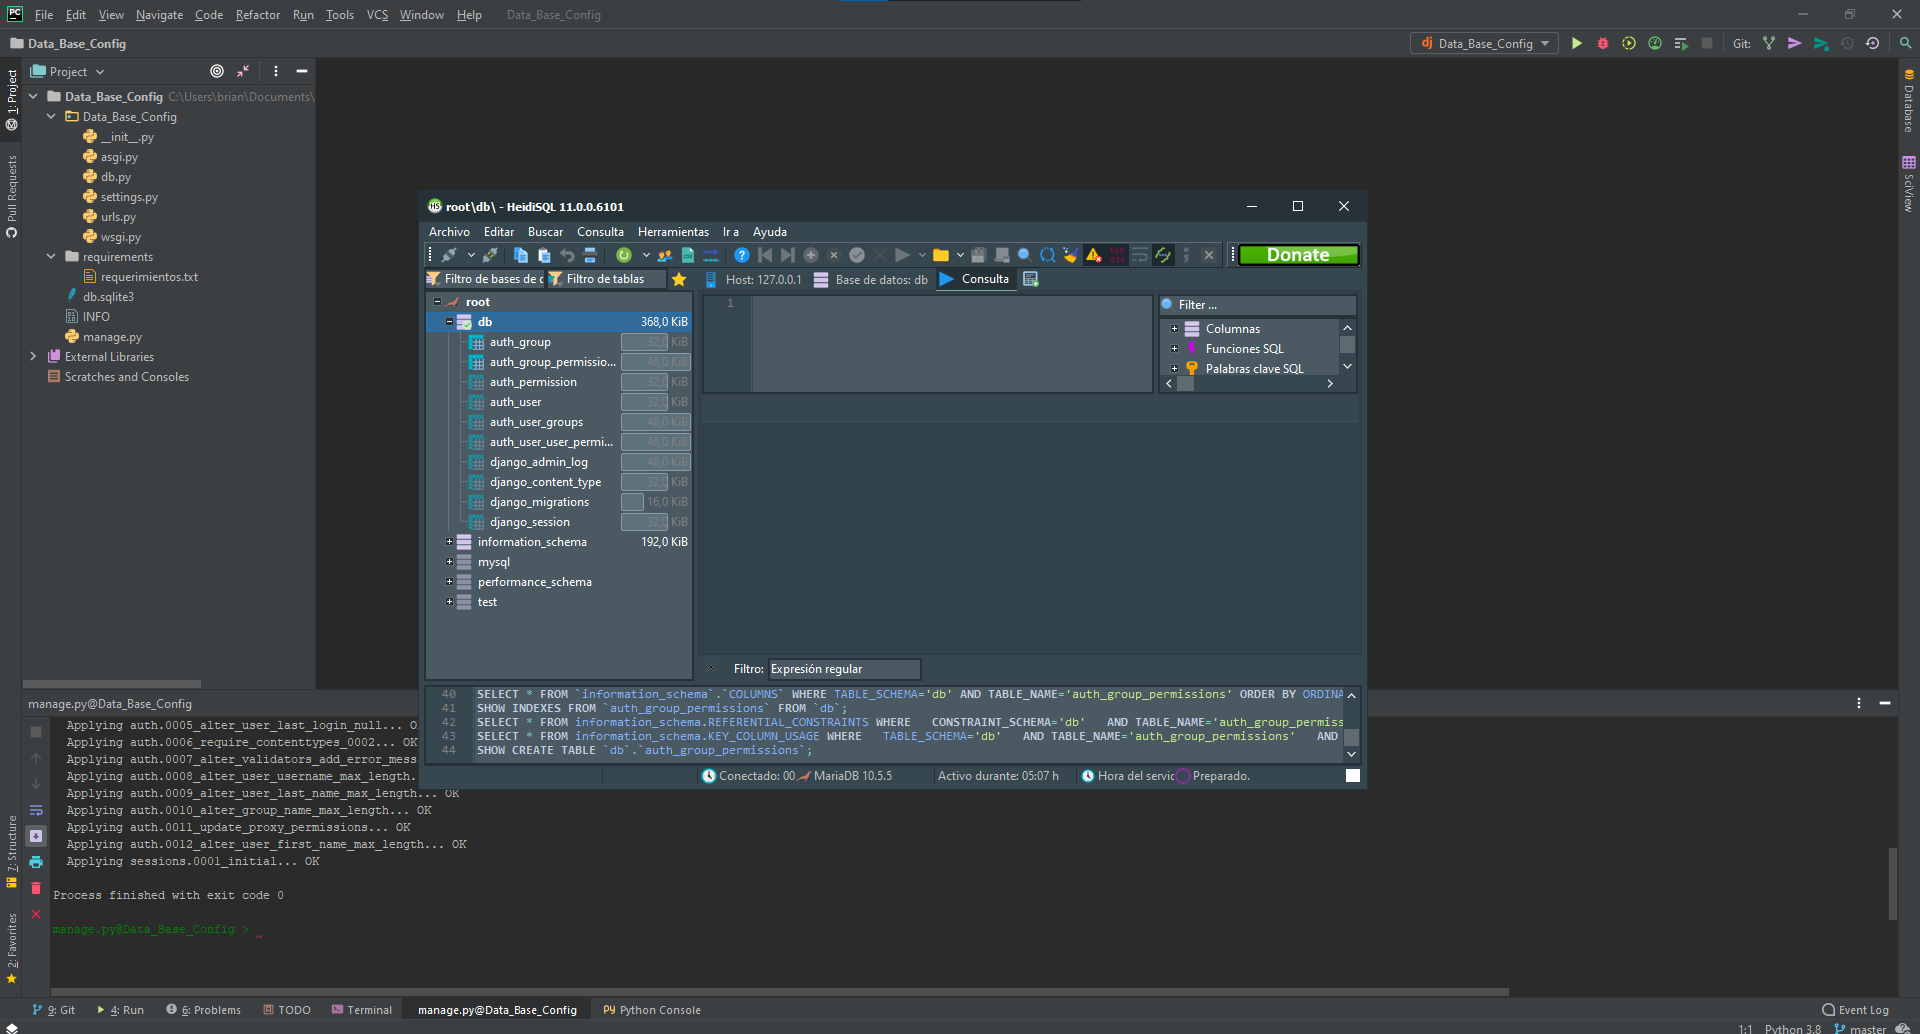 PC File Edit View Navigate Code Refactor Run Tools VCS Window Help Data_Base_Config
Data_Base_Config
dj Data_Base_Config
Git:
Project
Data_Base_Config C:\Users\brian\Documents\
Data_Base_Config
__init__.py
asgi.py
db.py
settings.py
urls.py
wsgi.py
requirements
requerimientos.txt
db.sqlite3
INFO
manage.py
External Libraries
Scratches and Consoles
1: Project
Pull Requests
7: Structure
2: Favorites
Database
SciView
HS root\db\ - HeidiSQL 11.0.0.6101
Archivo Editar Buscar Consulta Herramientas Ir a Ayuda
Donate
Filtro de bases de c
Filtro de tablas
Host: 127.0.0.1
Base de datos: db
Consulta
root
db 368,0 KiB
auth_group 32,0 KiB
auth_group_permissio... 48,0 KiB
auth_permission 32,0 KiB
auth_user 32,0 KiB
auth_user_groups 48,0 KiB
auth_user_user_permi... 48,0 KiB
django_admin_log 48,0 KiB
django_content_type 32,0 KiB
django_migrations 16,0 KiB
django_session 32,0 KiB
information_schema 192,0 KiB
mysql
performance_schema
test
1
Filter ...
Columnas
Funciones SQL
Palabras clave SQL
Filtro: Expresión regular
40 SELECT * FROM `information_schema`.`COLUMNS` WHERE TABLE_SCHEMA='db' AND TABLE_NAME='auth_group_permissions' ORDER BY ORDINA
41 SHOW INDEXES FROM `auth_group_permissions` FROM `db`;
42 SELECT * FROM information_schema.REFERENTIAL_CONSTRAINTS WHERE CONSTRAINT_SCHEMA='db' AND TABLE_NAME='auth_group_permiss
43 SELECT * FROM information_schema.KEY_COLUMN_USAGE WHERE TABLE_SCHEMA='db' AND TABLE_NAME='auth_group_permissions' AND
44 SHOW CREATE TABLE `db`.`auth_group_permissions`;
Conectado: 00 MariaDB 10.5.5 Activo durante: 05:07 h Hora del servic Preparado.
manage.py@Data_Base_Config
Applying auth.0005_alter_user_last_login_null... O
Applying auth.0006_require_contenttypes_0002... OK
Applying auth.0007_alter_validators_add_error_mess
Applying auth.0008_alter_user_username_max_length.
Applying auth.0009_alter_user_last_name_max_length... OK
Applying auth.0010_alter_group_name_max_length... OK
Applying auth.0011_update_proxy_permissions... OK
Applying auth.0012_alter_user_first_name_max_length... OK
Applying sessions.0001_initial... OK
Process finished with exit code 0
manage.py@Data_Base_Config >
9: Git 4: Run 6: Problems TODO Terminal manage.py@Data_Base_Config Python Console Event Log
1:1 Python 3.8 master